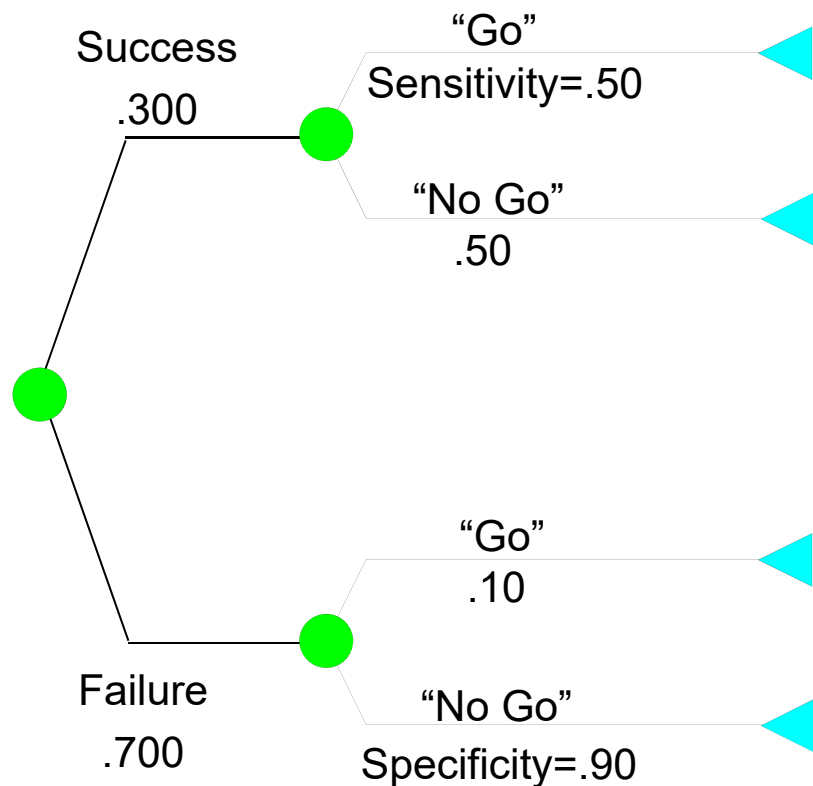 Success
.300
“Go”
Sensitivity=.50
“No Go”
.50
Failure
.700
“Go”
.10
“No Go”
Specificity=.90